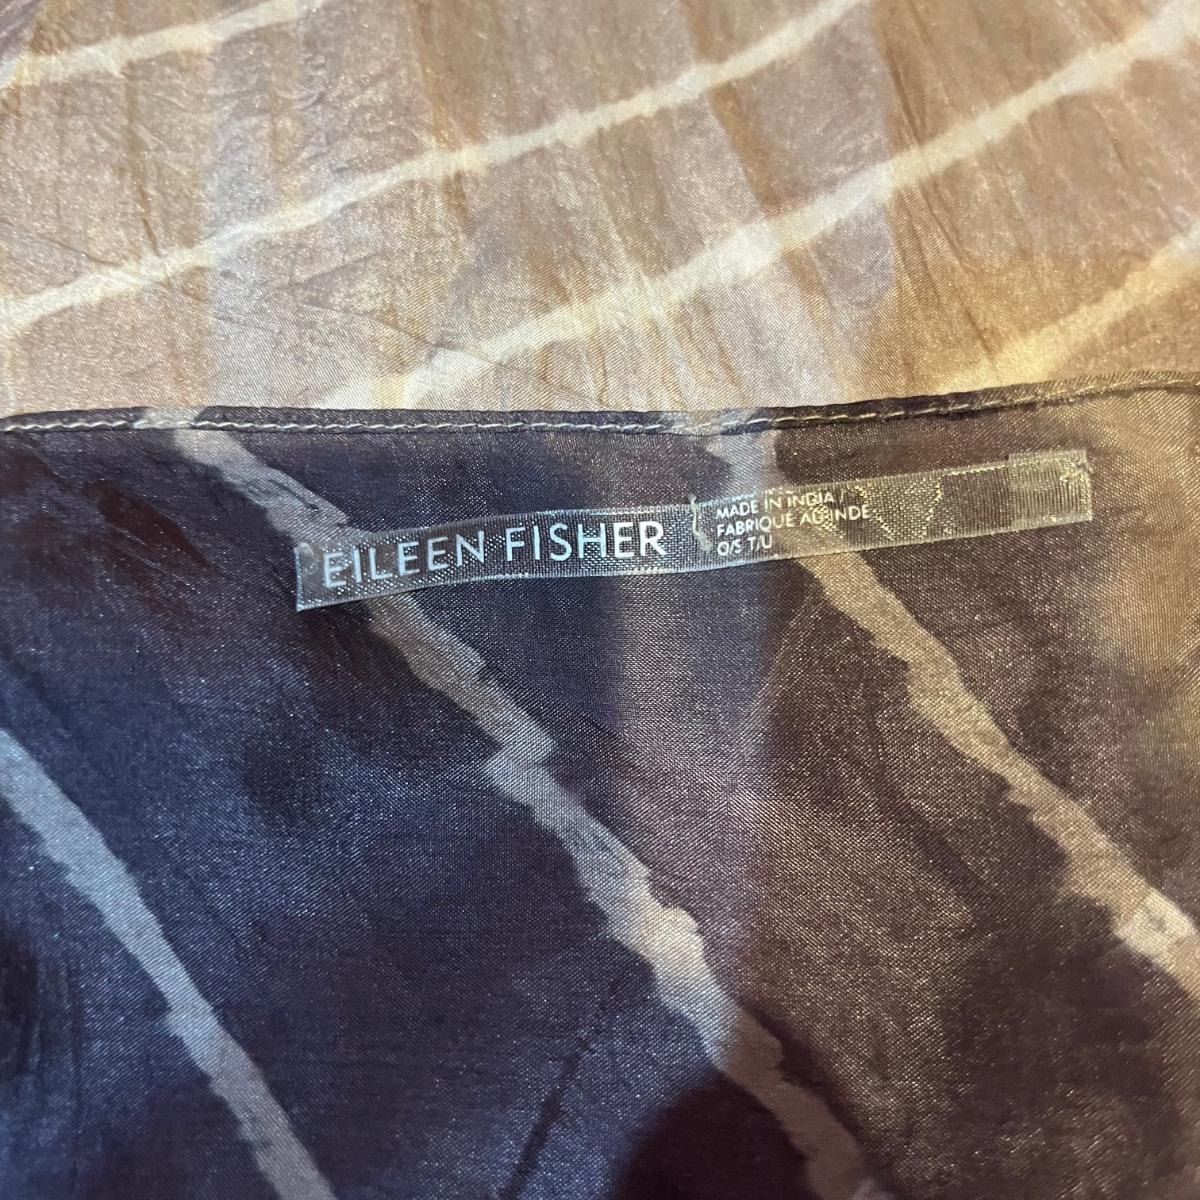 EILEEN FISHER
MADE IN INDIA /
FABRIQUE AU INDE
O/S T/U